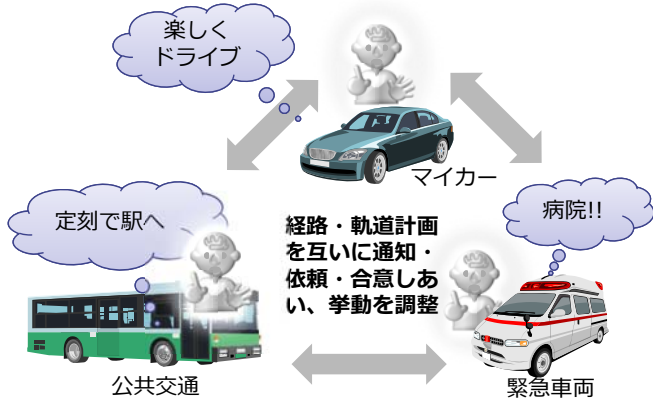 楽しく
ドライブ
マイカー
定刻で駅へ
病院!!
経路・軌道計画
を互いに通知・
依頼・合意しあ
い、挙動を調整
公共交通
緊急車両